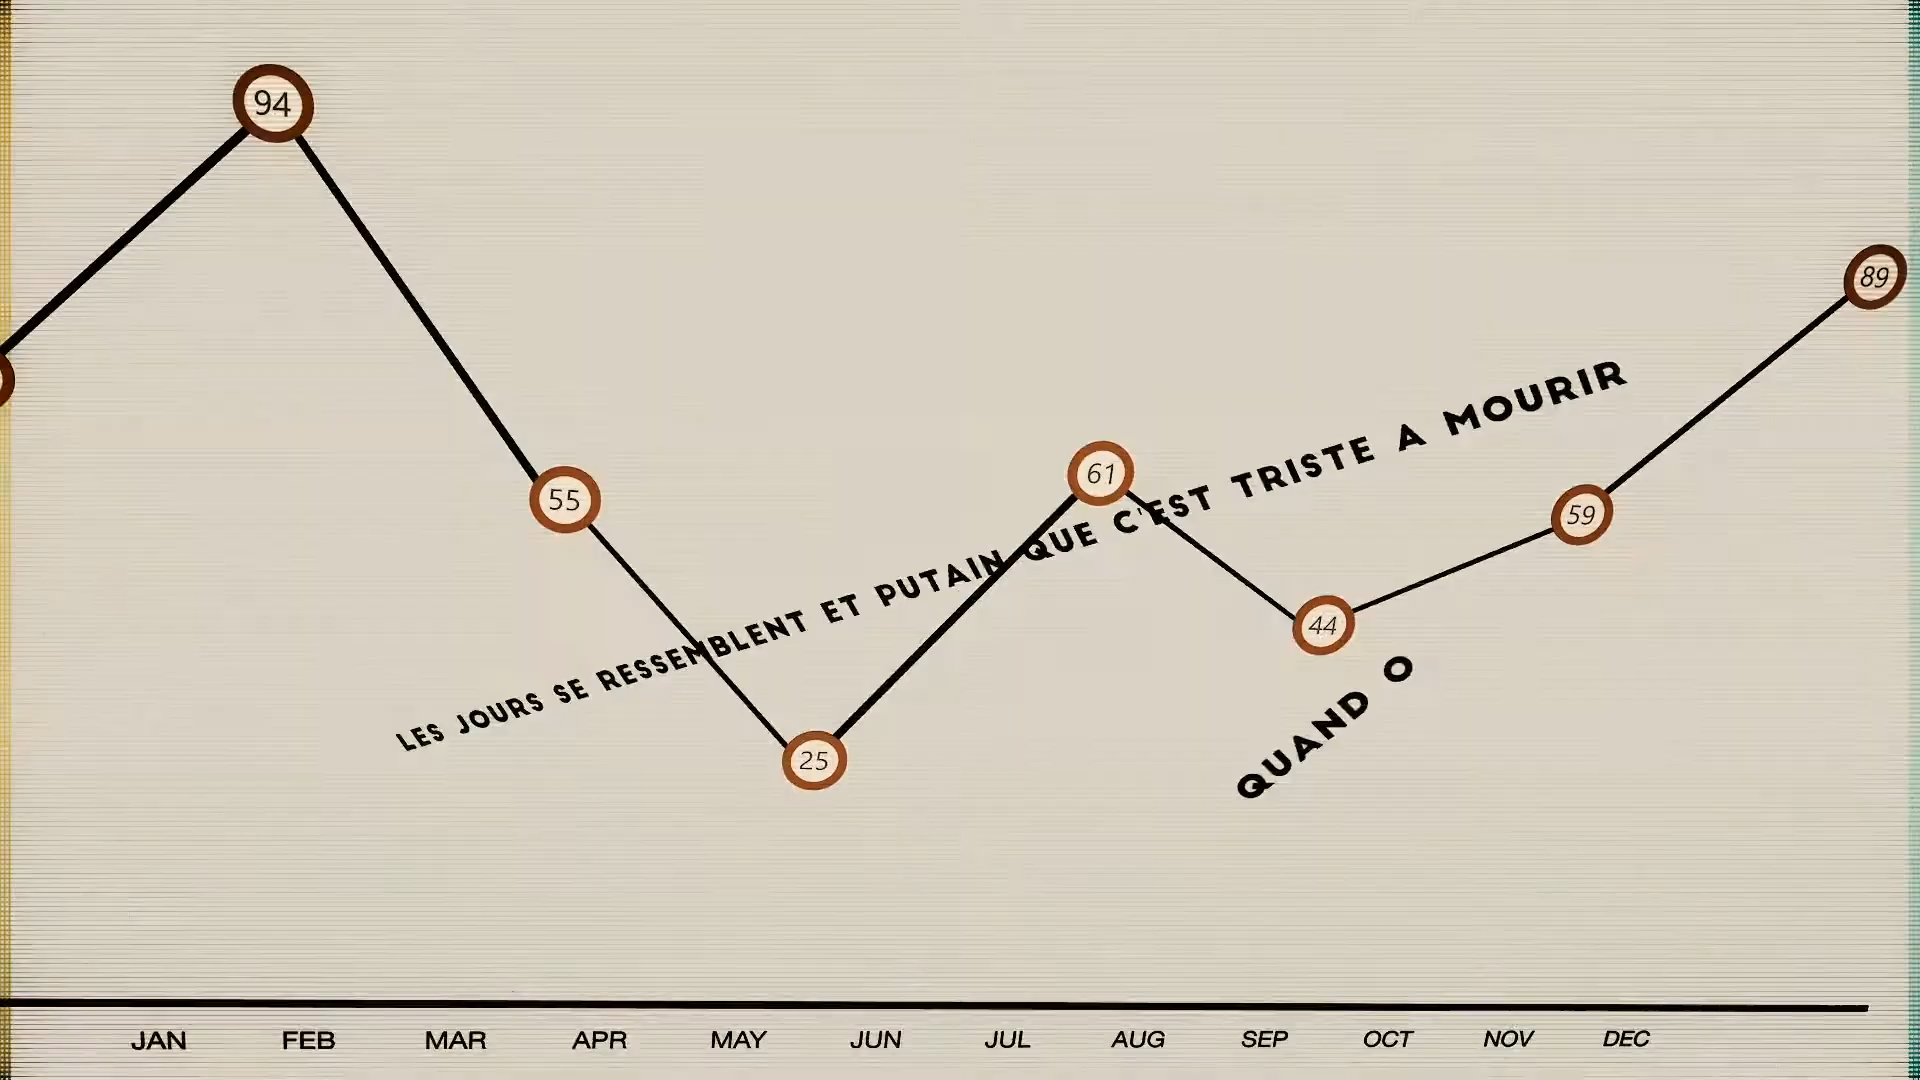 94
89
LES JOURS SE RESSEMBLENT ET PUTAIN QUE C'EST TRISTE A MOURIR
61
55
59
44
QUAND O
25
JAN FEB MAR APR MAY JUN JUL AUG SEP OCT NOV DEC